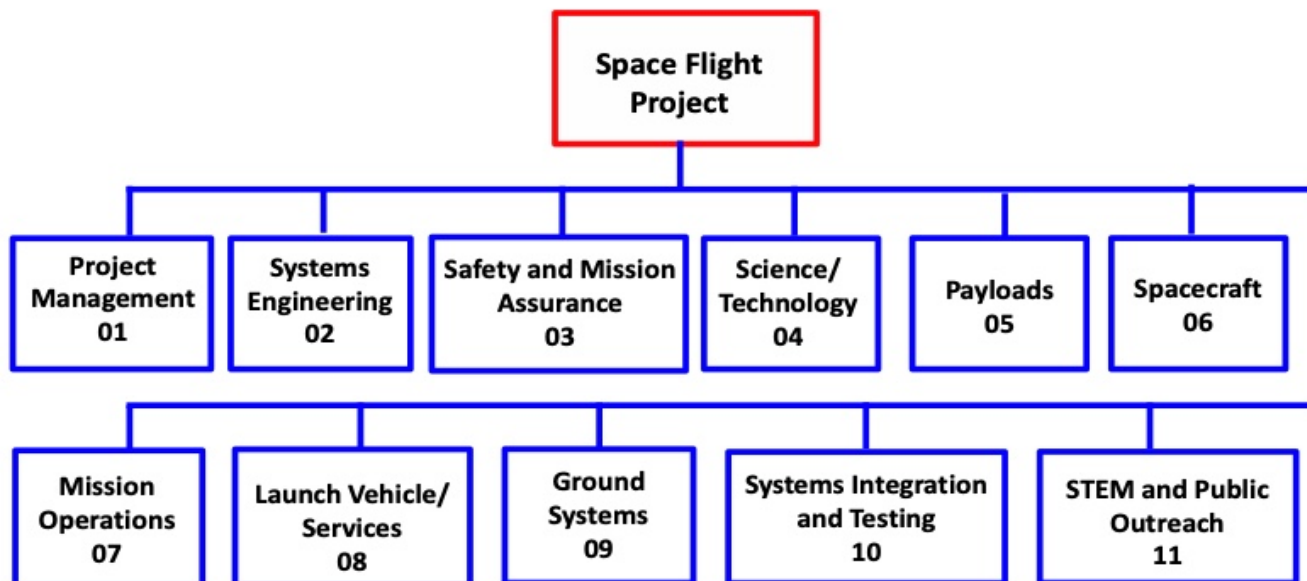 Space Flight
Project
Project
Management
01
Systems
Engineering
02
Safety and Mission
Assurance
03
Science/
Technology
04
Payloads
05
Spacecraft
06
Mission
Operations
07
Launch Vehicle/
Services
08
Ground
Systems
09
Systems Integration
and Testing
10
STEM and Public
Outreach
11